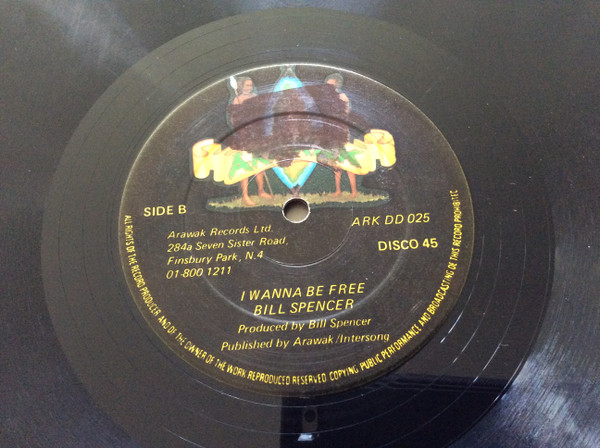 SIDE B
ARK DD 025
DISCO 45
Arawak Records Ltd.
284a Seven Sister Road,
Finsbury Park, N.4
01-800 1211
I WANNA BE FREE
BILL SPENCER
Produced by Bill Spencer
Published by Arawak/Intersong
ALL RIGHTS OF THE RECORD PRODUCER AND OF THE OWNER OF THE WORK REPRODUCED RESERVED. COPYING PUBLIC PERFORMANCE AND BROADCASTING OF THIS RECORD PROHIBITED